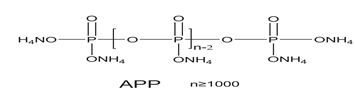 O O O
H₄NO P O P n-2 O P ONH₄
ONH₄ ONH₄ ONH₄
APP n≥1000